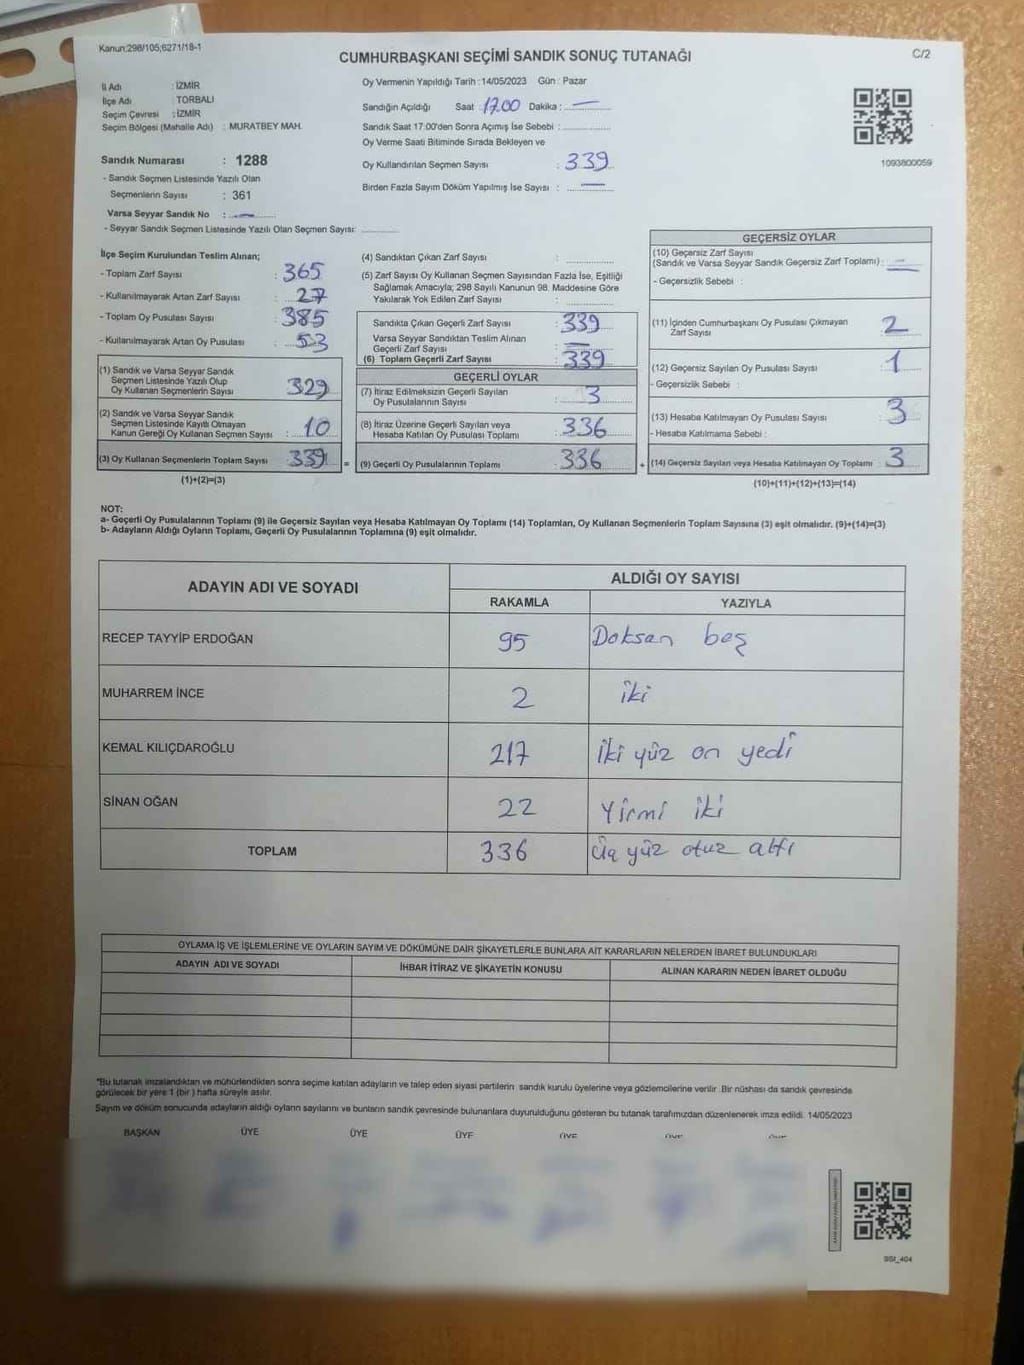 Kanun;298/105;6271/18-1
CUMHURBAŞKANI SEÇİMİ SANDIK SONUÇ TUTANAĞI
C/2
İl Adı : İZMİR
İlçe Adı : TORBALI
Seçim Çevresi : İZMİR
Seçim Bölgesi (Mahalle Adı) : MURATBEY MAH.
Sandık Numarası : 1288
- Sandık Seçmen Listesinde Yazılı Olan
Seçmenlerin Sayısı : 361
Varsa Seyyar Sandık No : —
- Seyyar Sandık Seçmen Listesinde Yazılı Olan Seçmen Sayısı:
Oy Vermenin Yapıldığı Tarih : 14/05/2023 Gün : Pazar
Sandığın Açıldığı Saat : 17.00 Dakika : —
Sandık Saat 17:00'den Sonra Açımış İse Sebebi :
Oy Verme Saati Bitiminde Sırada Bekleyen ve
Oy Kullandırılan Seçmen Sayısı : 339
Birden Fazla Sayım Döküm Yapılmış İse Sayısı : —
1093800059
İlçe Seçim Kurulundan Teslim Alınan;
- Toplam Zarf Sayısı : 365
- Kullanılmayarak Artan Zarf Sayısı : 27
- Toplam Oy Pusulası Sayısı : 385
- Kullanılmayarak Artan Oy Pusulası : 53
(1) Sandık ve Varsa Seyyar Sandık
Seçmen Listesinde Yazılı Olup
Oy Kullanan Seçmenlerin Sayısı : 329
(2) Sandık ve Varsa Seyyar Sandık
Seçmen Listesinde Kayıtlı Olmayan
Kanun Gereği Oy Kullanan Seçmen Sayısı : 10
(3) Oy Kullanan Seçmenlerin Toplam Sayısı 339 =
(1)+(2)=(3)
(4) Sandıktan Çıkan Zarf Sayısı :
(5) Zarf Sayısı Oy Kullanan Seçmen Sayısından Fazla İse, Eşitliği
Sağlamak Amacıyla; 298 Sayılı Kanunun 98. Maddesine Göre
Yakılarak Yok Edilen Zarf Sayısı :
Sandıkta Çıkan Geçerli Zarf Sayısı : 339
Varsa Seyyar Sandıktan Teslim Alınan
Geçerli Zarf Sayısı : —
(6) Toplam Geçerli Zarf Sayısı : 339
GEÇERLİ OYLAR
(7) İtiraz Edilmeksizin Geçerli Sayılan
Oy Pusulalarının Sayısı : 3
(8) İtiraz Üzerine Geçerli Sayılan veya
Hesaba Katılan Oy Pusulası Toplamı : 336
(9) Geçerli Oy Pusulalarının Toplamı : 336 +
GEÇERSİZ OYLAR
(10) Geçersiz Zarf Sayısı
(Sandık ve Varsa Seyyar Sandık Geçersiz Zarf Toplamı) : —
- Geçersizlik Sebebi :
(11) İçinden Cumhurbaşkanı Oy Pusulası Çıkmayan
Zarf Sayısı : 2
(12) Geçersiz Sayılan Oy Pusulası Sayısı : 1
- Geçersizlik Sebebi :
(13) Hesaba Katılmayan Oy Pusulası Sayısı : 3
- Hesaba Katılmama Sebebi :
(14) Geçersiz Sayılan veya Hesaba Katılmayan Oy Toplamı : 3
(10)+(11)+(12)+(13)=(14)
NOT:
a- Geçerli Oy Pusulalarının Toplamı (9) ile Geçersiz Sayılan veya Hesaba Katılmayan Oy Toplamı (14) Toplamları, Oy Kullanan Seçmenlerin Toplam Sayısına (3) eşit olmalıdır. (9)+(14)=(3)
b- Adayların Aldığı Oyların Toplamı, Geçerli Oy Pusulalarının Toplamına (9) eşit olmalıdır.
ADAYIN ADI VE SOYADI
ALDIĞI OY SAYISI
RAKAMLA YAZIYLA
RECEP TAYYİP ERDOĞAN 95 Doksan beş
MUHARREM İNCE 2 iki
KEMAL KILIÇDAROĞLU 217 İki yüz on yedi
SİNAN OĞAN 22 Yirmi iki
TOPLAM 336 Üç yüz otuz altı
OYLAMA İŞ VE İŞLEMLERİNE VE OYLARIN SAYIM VE DÖKÜMÜNE DAİR ŞİKAYETLERLE BUNLARA AİT KARARLARIN NELERDEN İBARET BULUNDUKLARI
ADAYIN ADI VE SOYADI İHBAR İTİRAZ VE ŞİKAYETİN KONUSU ALINAN KARARIN NEDEN İBARET OLDUĞU
*Bu tutanak imzalandıktan ve mühürlendikten sonra seçime katılan adayların ve talep eden siyasi partilerin sandık kurulu üyelerine veya gözlemcilerine verilir. Bir nüshası da sandık çevresinde
görülecek bir yere 1 (bir ) hafta süreyle asılır.
Sayım ve döküm sonucunda adayların aldığı oyların sayılarını ve bunların sandık çevresinde bulunanlara duyurulduğunu gösteren bu tutanak tarafımızdan düzenlenerek imza edildi. 14/05/2023
BAŞKAN ÜYE ÜYE ÜYE ÜYE ÜYE ÜYE
SSI_404